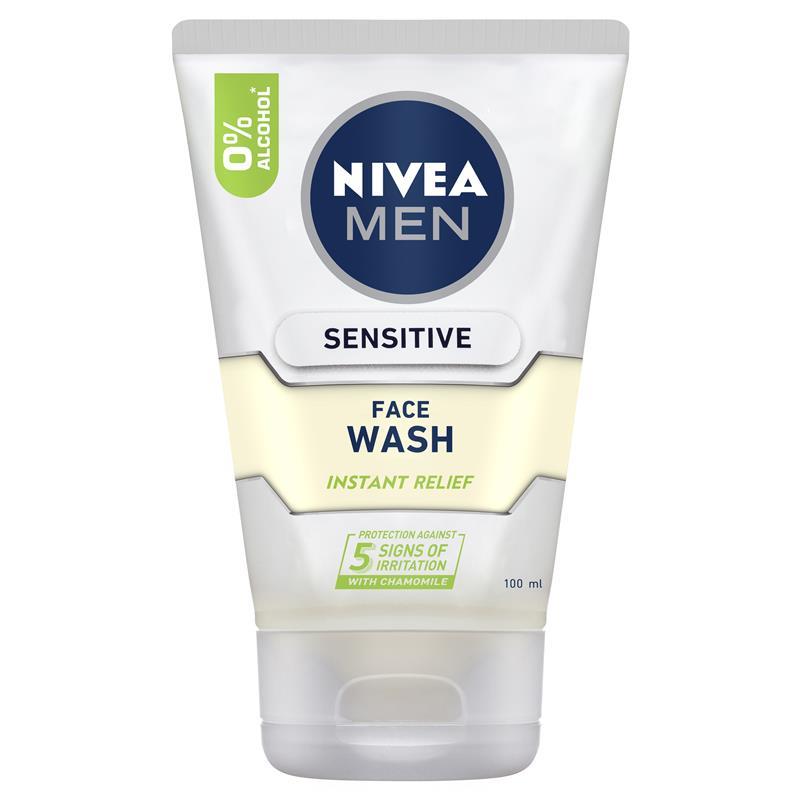 0%
ALCOHOL*
NIVEA
MEN
SENSITIVE
FACE
WASH
INSTANT RELIEF
PROTECTION AGAINST
5 SIGNS OF
IRRITATION
WITH CHAMOMILE
100 ml